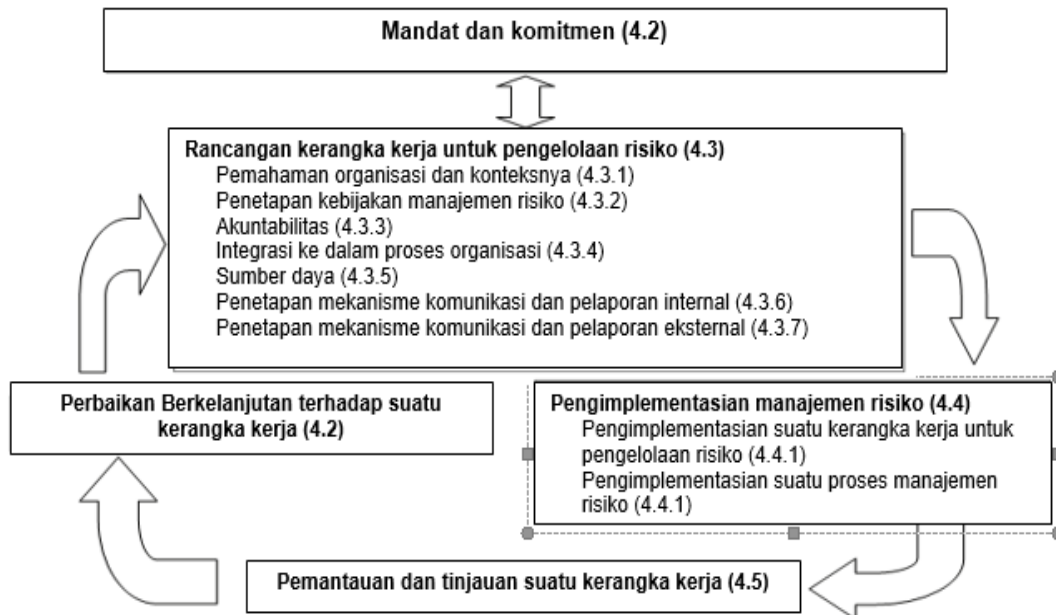 Mandat dan komitmen (4.2)
Rancangan kerangka kerja untuk pengelolaan risiko (4.3)
Pemahaman organisasi dan konteksnya (4.3.1)
Penetapan kebijakan manajemen risiko (4.3.2)
Akuntabilitas (4.3.3)
Integrasi ke dalam proses organisasi (4.3.4)
Sumber daya (4.3.5)
Penetapan mekanisme komunikasi dan pelaporan internal (4.3.6)
Penetapan mekanisme komunikasi dan pelaporan eksternal (4.3.7)
Perbaikan Berkelanjutan terhadap suatu
kerangka kerja (4.2)
Pengimplementasian manajemen risiko (4.4)
Pengimplementasian suatu kerangka kerja untuk
pengelolaan risiko (4.4.1)
Pengimplementasian suatu proses manajemen
risiko (4.4.1)
Pemantauan dan tinjauan suatu kerangka kerja (4.5)